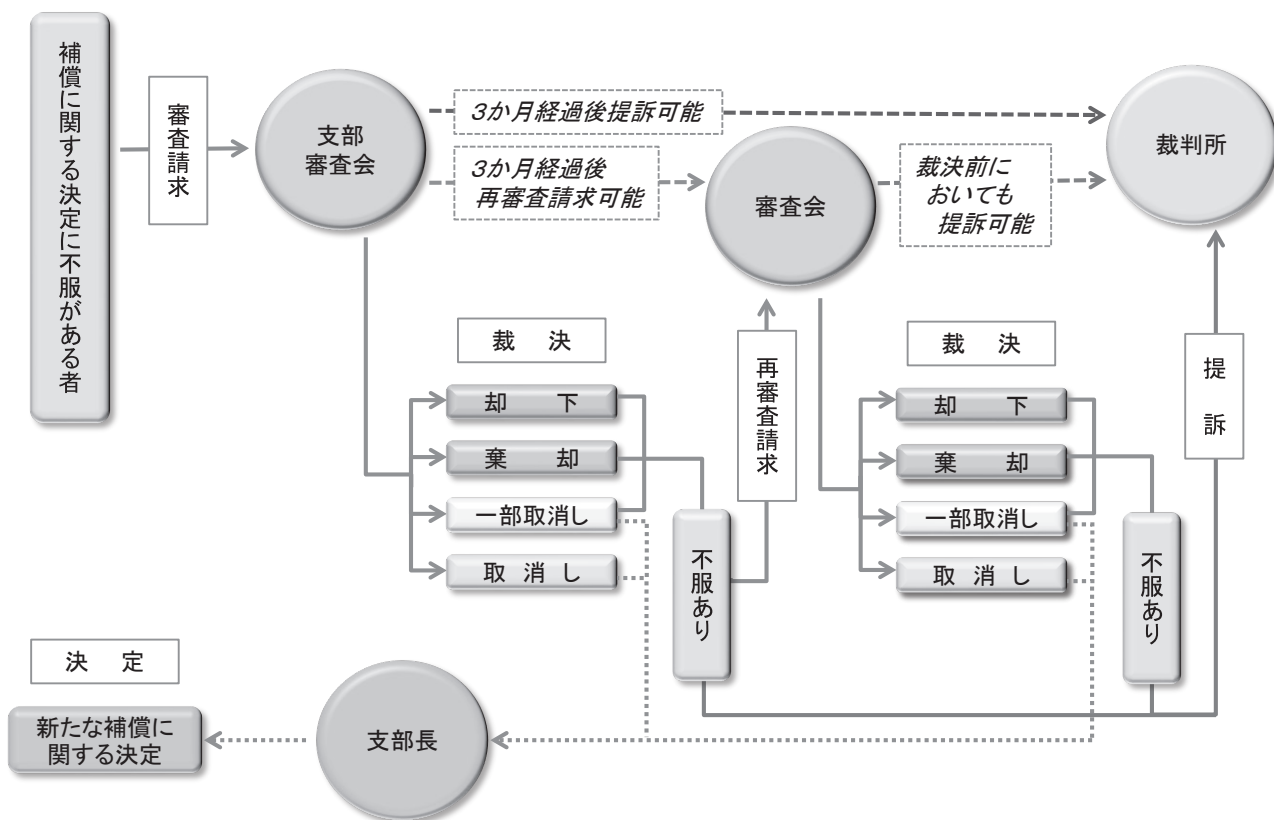 補償に関する決定に不服がある者
審査請求
支部
審査会
３か月経過後提訴可能
３か月経過後
再審査請求可能
審査会
裁決前に
おいても
提訴可能
裁判所
裁　決
却　下
棄　却
一部取消し
取　消　し
不服あり
再審査請求
裁　決
却　下
棄　却
一部取消し
取　消　し
不服あり
提訴
決　定
新たな補償に
関する決定
支部長